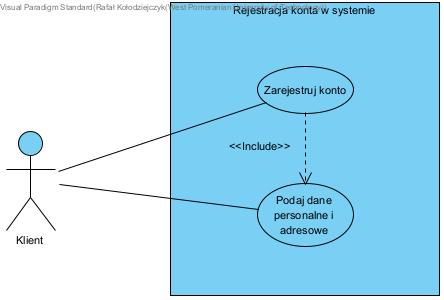 Visual Paradigm Standard(Rafał Kołodziejczyk(West Pomeranian
Rejestracja konta w systemie
Zarejestruj konto
<<Include>>
Podaj dane
personalne i
adresowe
Klient